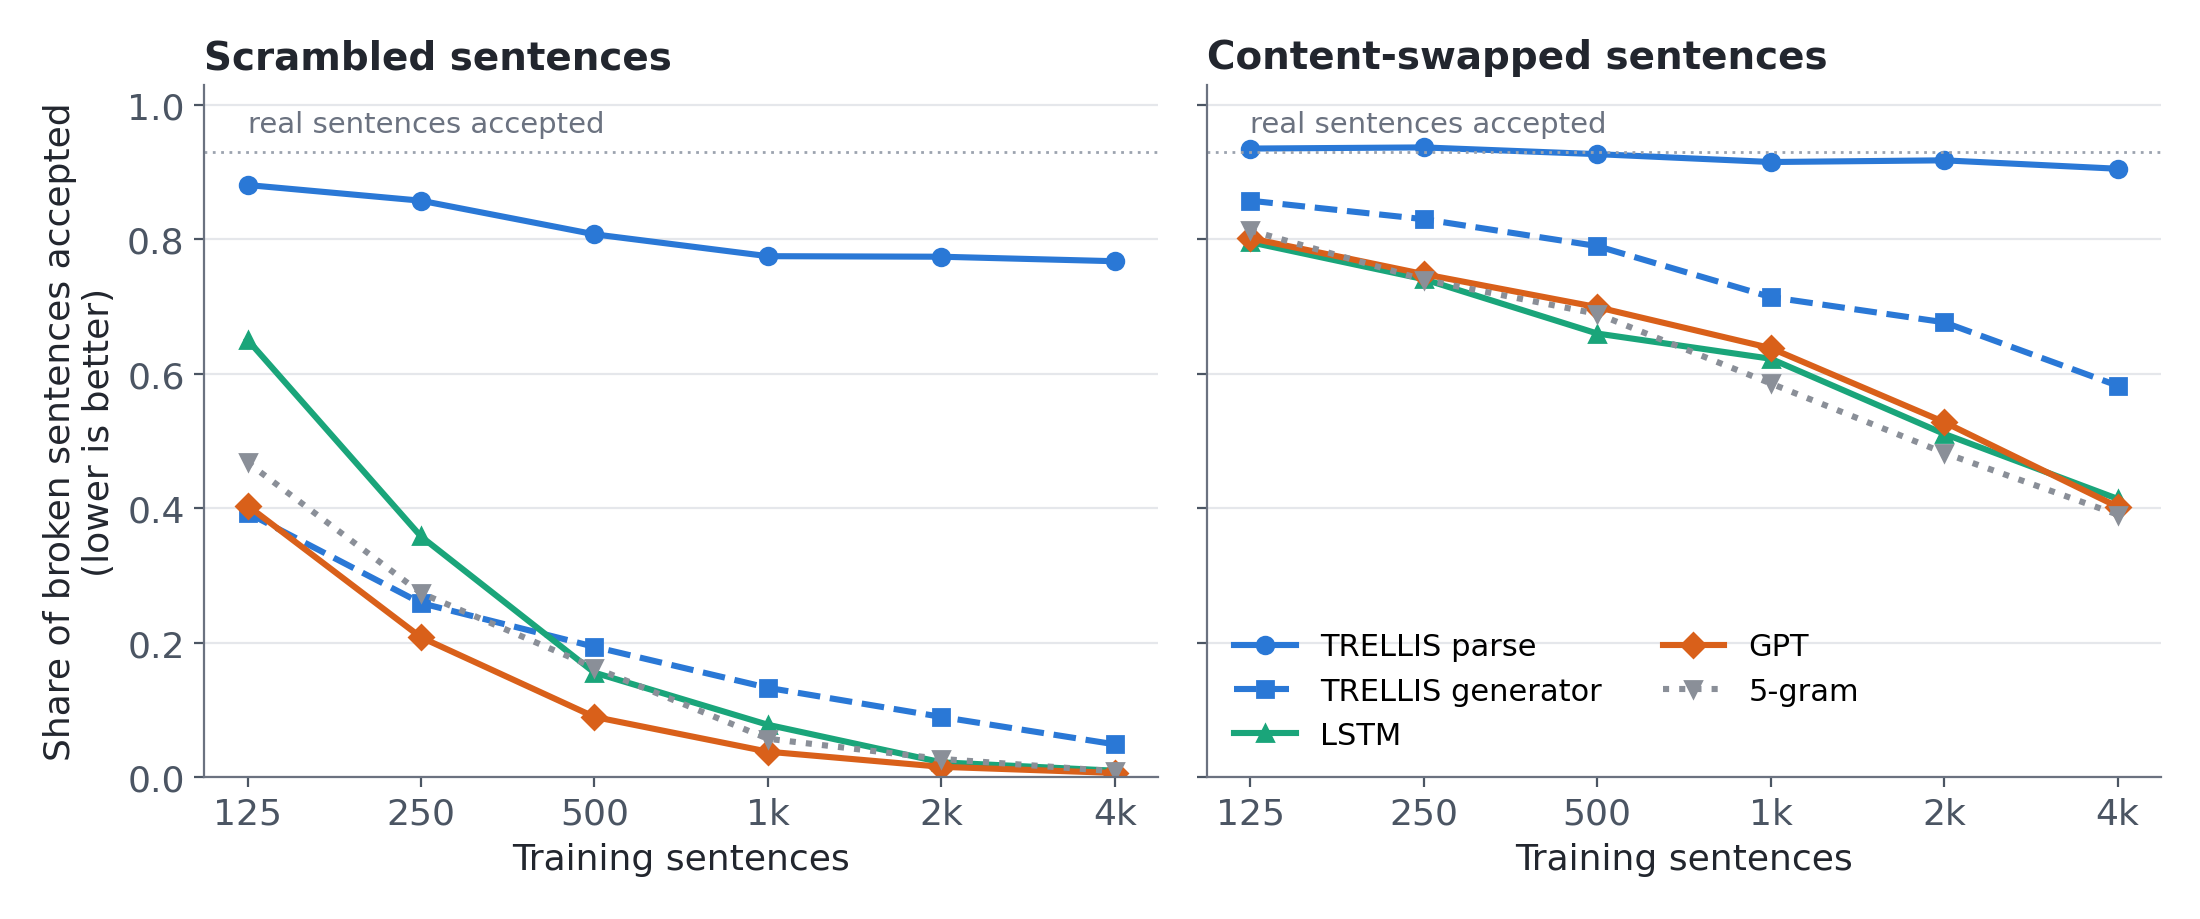 Scrambled sentences
Share of broken sentences accepted
(lower is better)
1.0
0.8
0.6
0.4
0.2
0.0
real sentences accepted
125 250 500 1k 2k 4k
Training sentences
Content-swapped sentences
real sentences accepted
TRELLIS parse
TRELLIS generator
LSTM
GPT
5-gram
125 250 500 1k 2k 4k
Training sentences